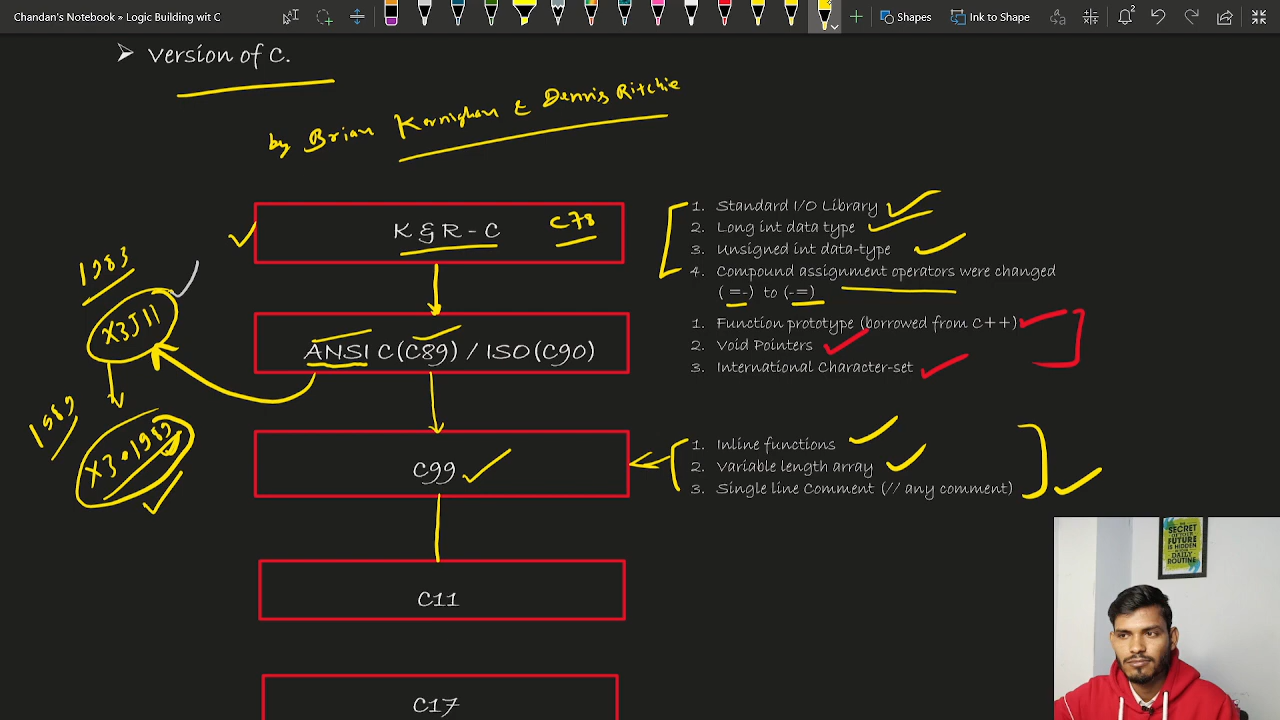 Chandan's Notebook » Logic Building wit C
Shapes
Ink to Shape
➢ Version of C.
by Brian Kernighan & Dennis Ritchie
K & R - C
C78
1. Standard I/O Library
2. Long int data type
3. Unsigned int data-type
4. Compound assignment operators were changed
(=-) to (-=)
1983
X3J11
ANSI C(C89) / ISO(C90)
1. Function prototype (borrowed from C++)
2. Void Pointers
3. International Character-set
1989
X3.1989
C99
1. Inline functions
2. Variable length array
3. Single line Comment (// any comment)
C11
C17
SECRET
OF YOUR
FUTURE
IS HIDDEN
IN YOUR
DAILY
ROUTINE